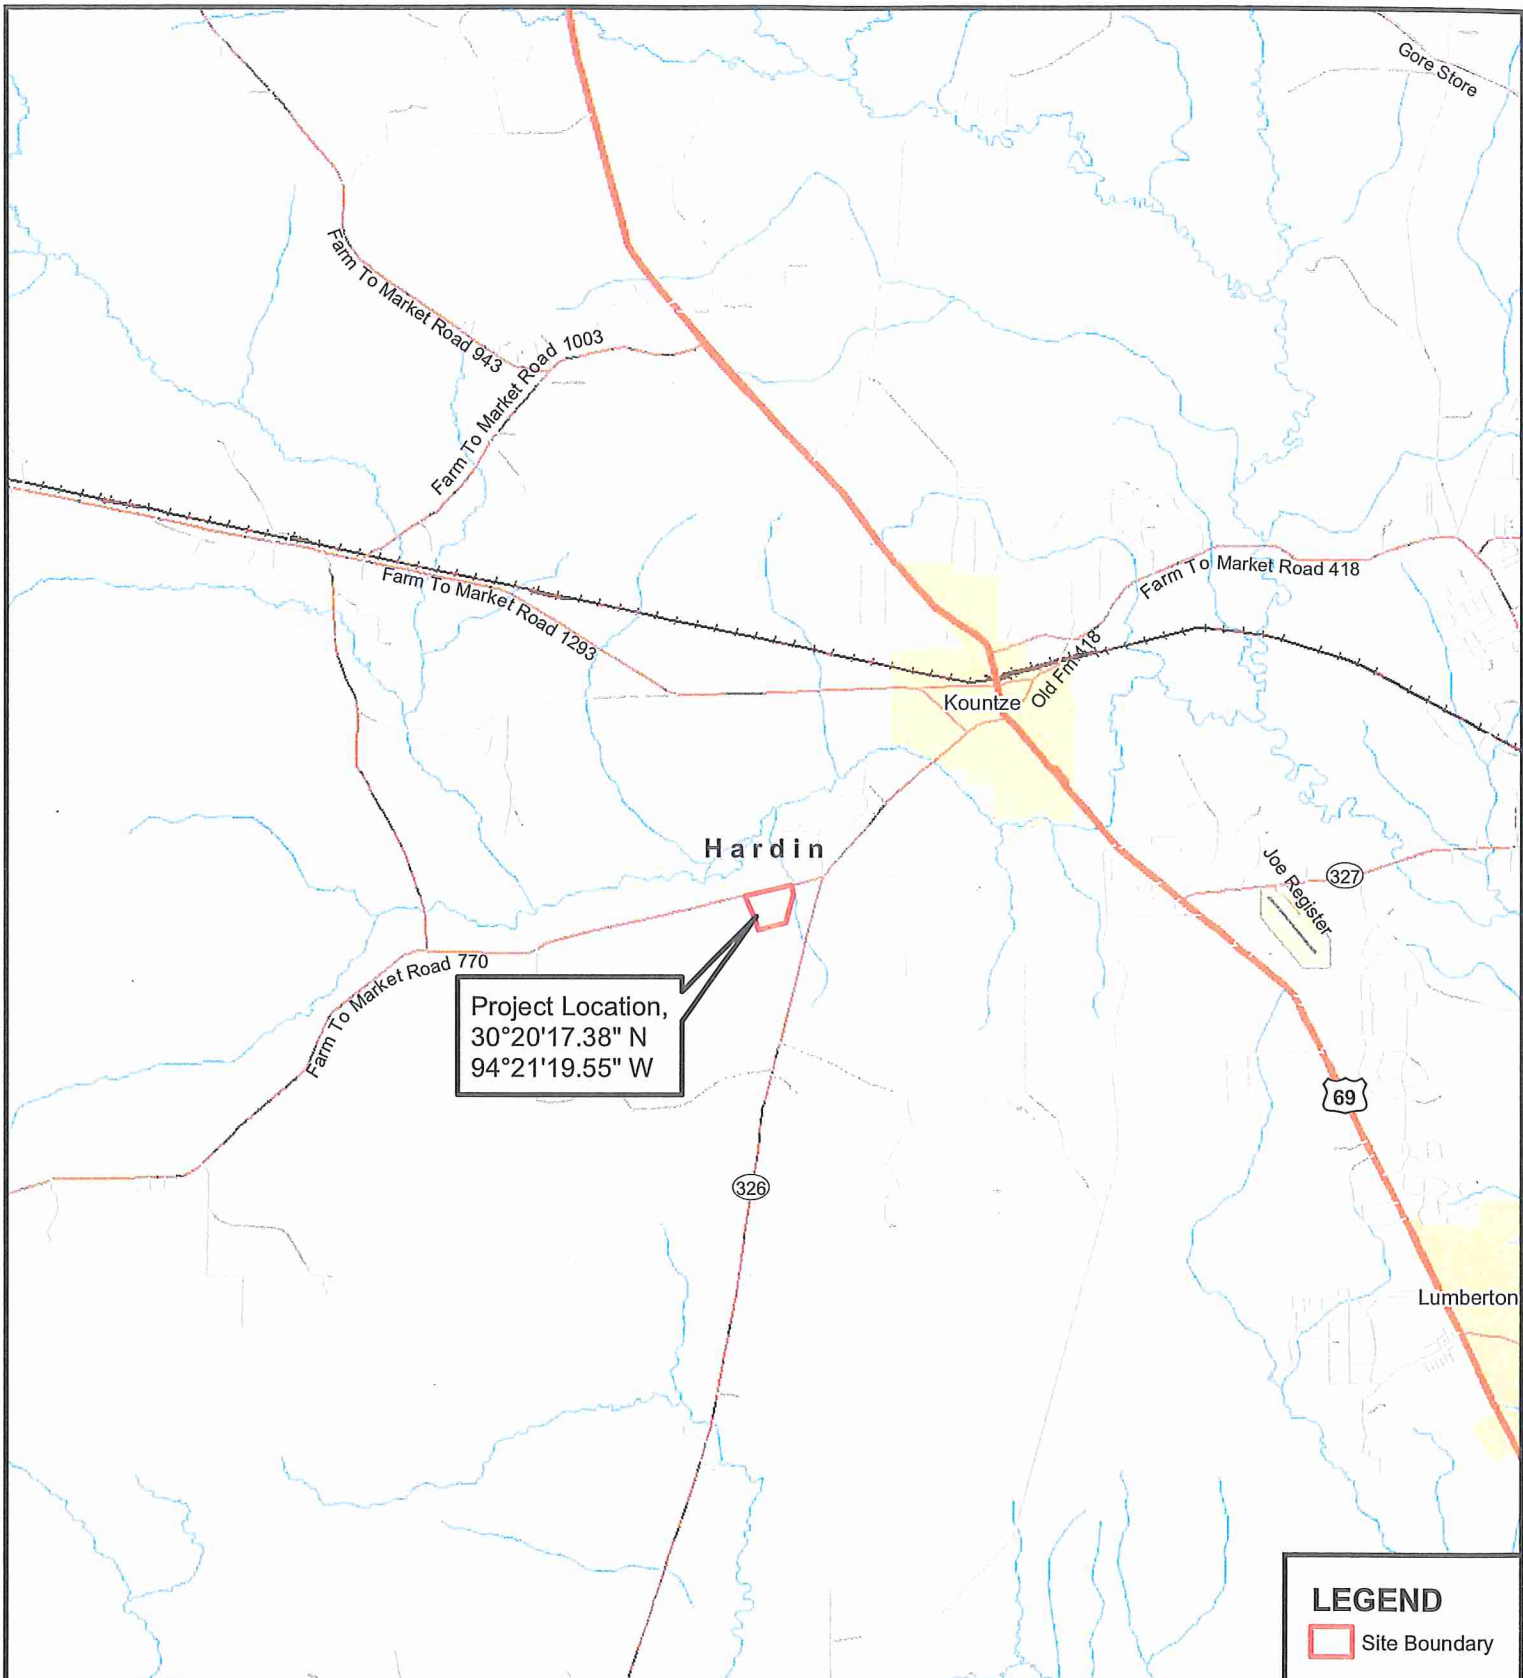 Gore Store
Farm To Market Road 943
Farm To Market Road 1003
Farm To Market Road 418
Farm To Market Road 1293
Old Fm 418
Kountze
Hardin
Joe Register
327
Farm To Market Road 770
Project Location,
30°20'17.38" N
94°21'19.55" W
69
326
Lumberton
LEGEND
Site Boundary